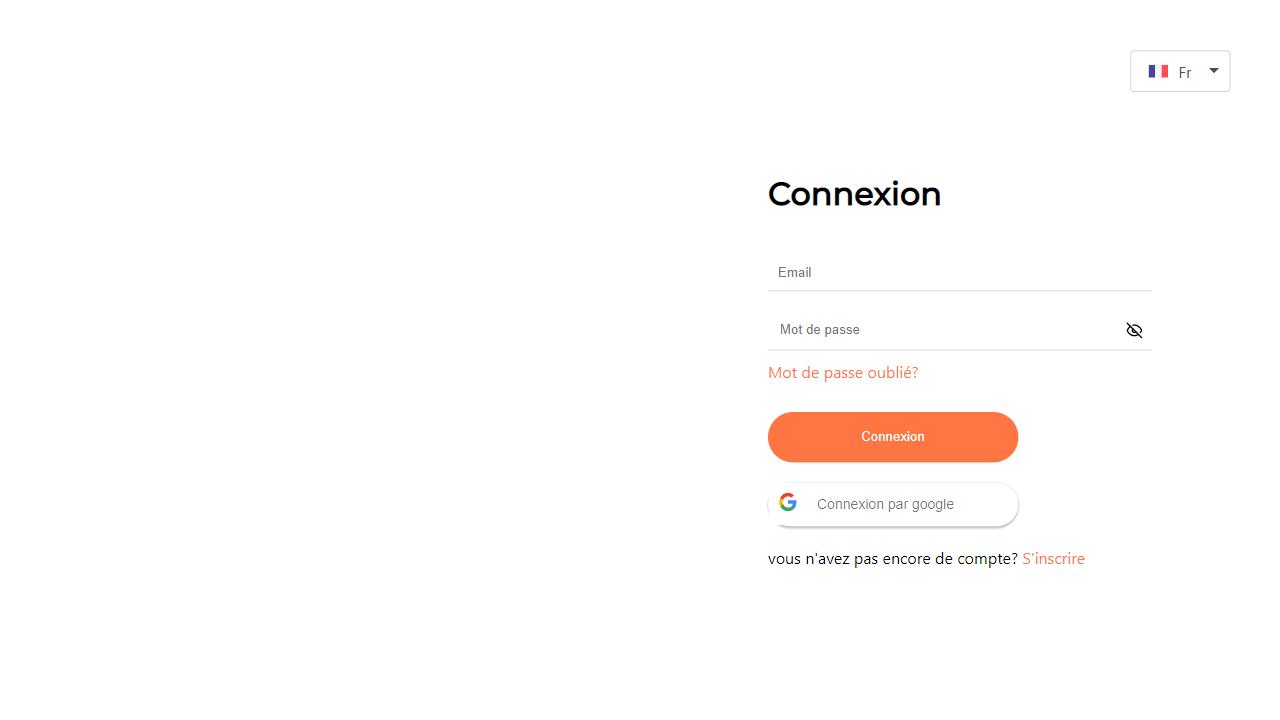 Fr
Connexion
Email
Mot de passe
Mot de passe oublié?
Connexion
Connexion par google
vous n'avez pas encore de compte? S'inscrire